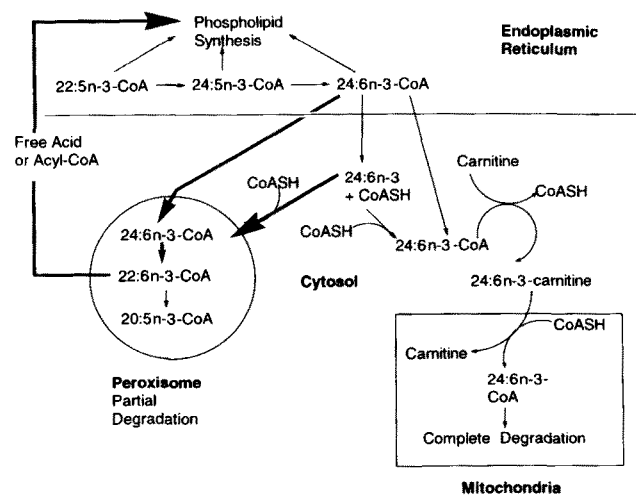 Phospholipid
Synthesis
Endoplasmic
Reticulum
22:5n-3-CoA
24:5n-3-CoA
24:6n-3-CoA
Free Acid
or Acyl-CoA
CoASH
24:6n-3
+ CoASH
Carnitine
CoASH
CoASH
24:6n-3-CoA
24:6n-3-CoA
22:6n-3-CoA
20:5n-3-CoA
Cytosol
24:6n-3-carnitine
Carnitine
CoASH
24:6n-3-
CoA
Complete Degradation
Peroxisome
Partial
Degradation
Mitochondria